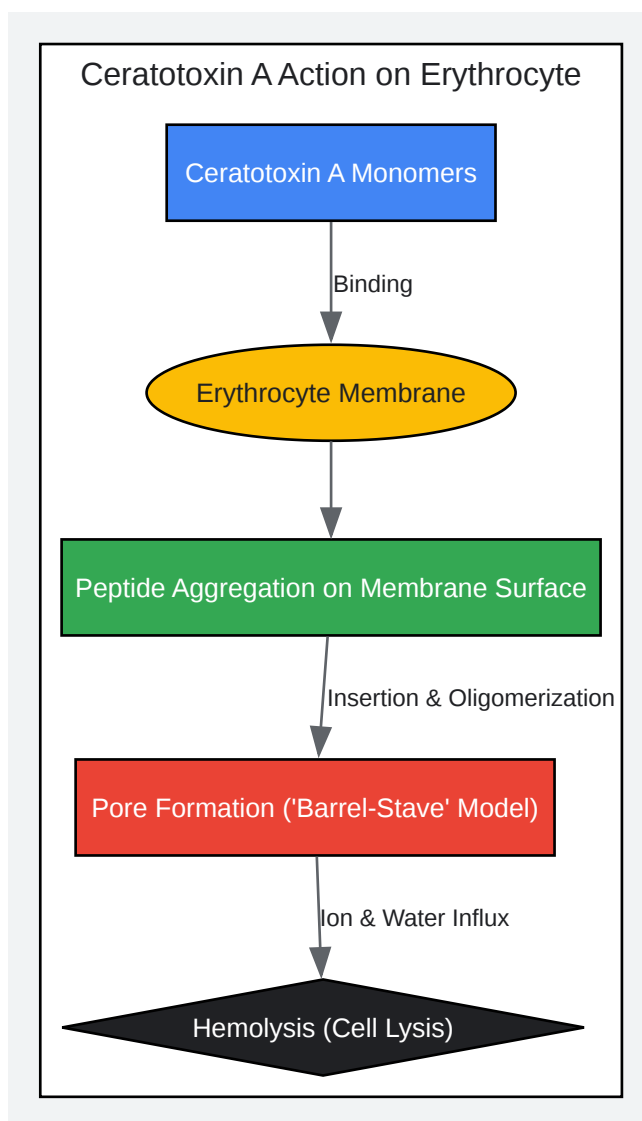 Ceratotoxin A Action on Erythrocyte
Ceratotoxin A Monomers
Binding
Erythrocyte Membrane
Peptide Aggregation on Membrane Surface
Insertion & Oligomerization
Pore Formation ('Barrel-Stave' Model)
Ion & Water Influx
Hemolysis (Cell Lysis)